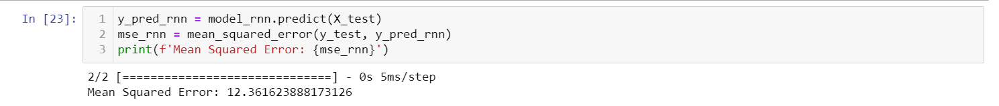 In [23]:
1 y_pred_rnn = model_rnn.predict(X_test)
2 mse_rnn = mean_squared_error(y_test, y_pred_rnn)
3 print(f'Mean Squared Error: {mse_rnn}')
2/2 [==============================] - 0s 5ms/step
Mean Squared Error: 12.361623888173126